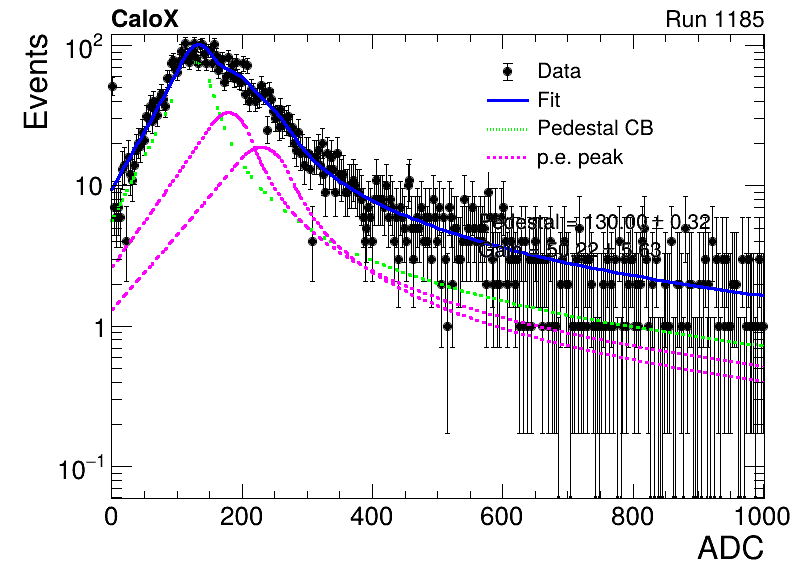 CaloX Run 1185
Events
10²
10
1
10⁻¹
Data
Fit
Pedestal CB
p.e. peak
Pedestal = 130.00 ± 0.32
0 200 400 600 800 1000
ADC